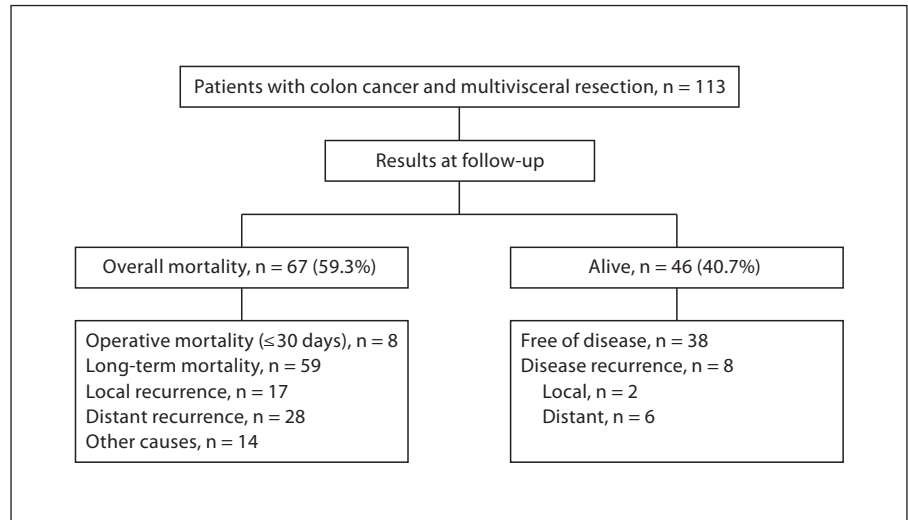 Patients with colon cancer and multivisceral resection, n = 113
Results at follow-up
Overall mortality, n = 67 (59.3%)
Alive, n = 46 (40.7%)
Operative mortality (≤30 days), n = 8
Long-term mortality, n = 59
Local recurrence, n = 17
Distant recurrence, n = 28
Other causes, n = 14
Free of disease, n = 38
Disease recurrence, n = 8
Local, n = 2
Distant, n = 6